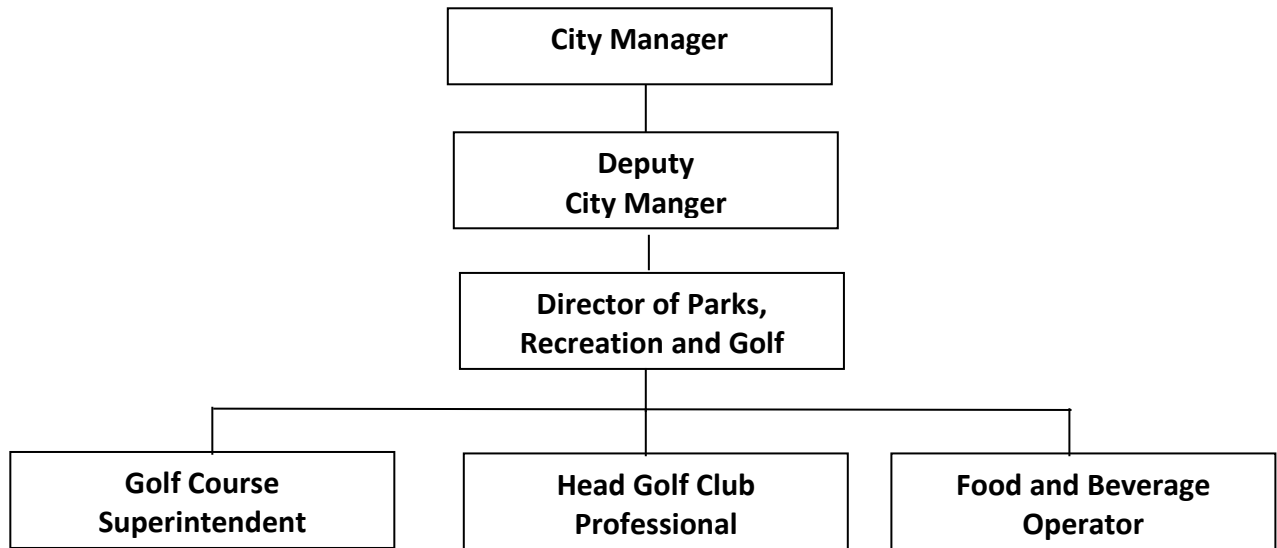 City Manager
Deputy
City Manger
Director of Parks,
Recreation and Golf
Golf Course
Superintendent
Head Golf Club
Professional
Food and Beverage
Operator